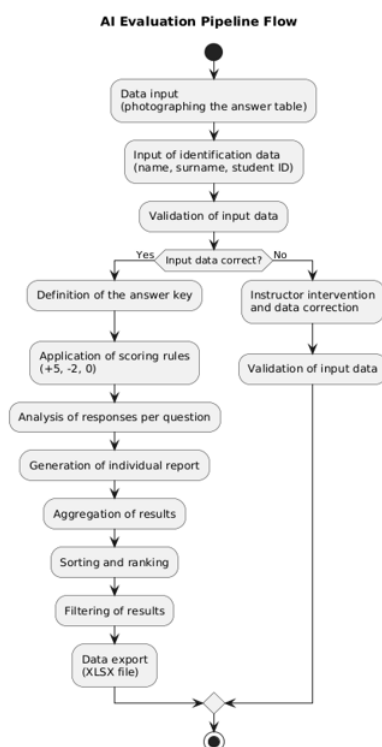 AI Evaluation Pipeline Flow
Data input
(photographing the answer table)
Input of identification data
(name, surname, student ID)
Validation of input data
Input data correct?
Yes
No
Definition of the answer key
Application of scoring rules
(+5, -2, 0)
Analysis of responses per question
Generation of individual report
Aggregation of results
Sorting and ranking
Filtering of results
Data export
(XLSX file)
Instructor intervention
and data correction
Validation of input data